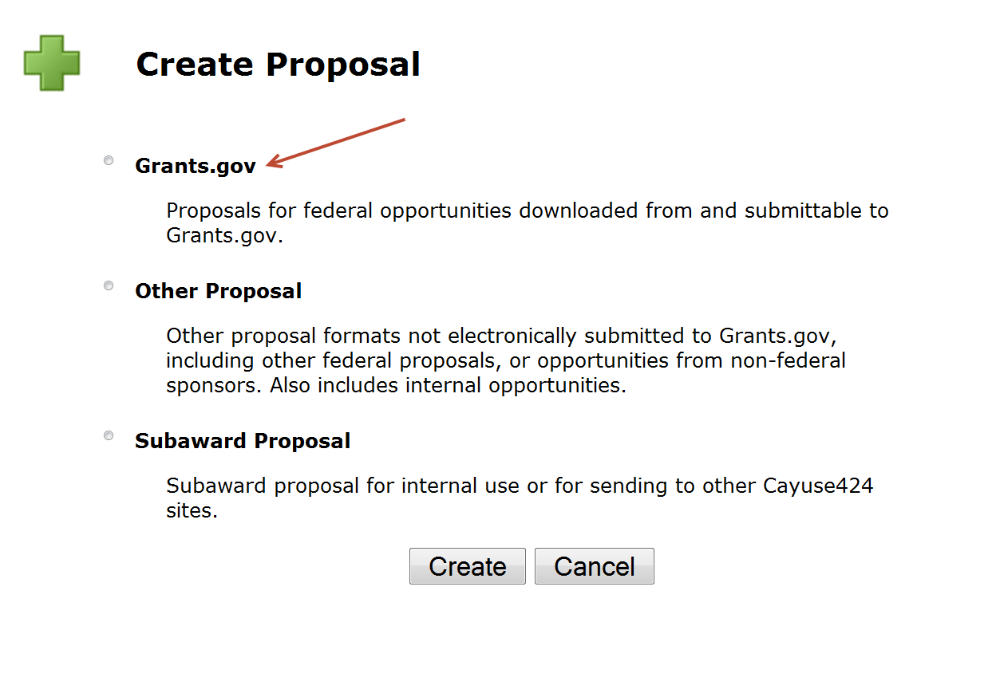 Create Proposal
Grants.gov
Proposals for federal opportunities downloaded from and submittable to
Grants.gov.
Other Proposal
Other proposal formats not electronically submitted to Grants.gov,
including other federal proposals, or opportunities from non-federal
sponsors. Also includes internal opportunities.
Subaward Proposal
Subaward proposal for internal use or for sending to other Cayuse424
sites.
Create Cancel